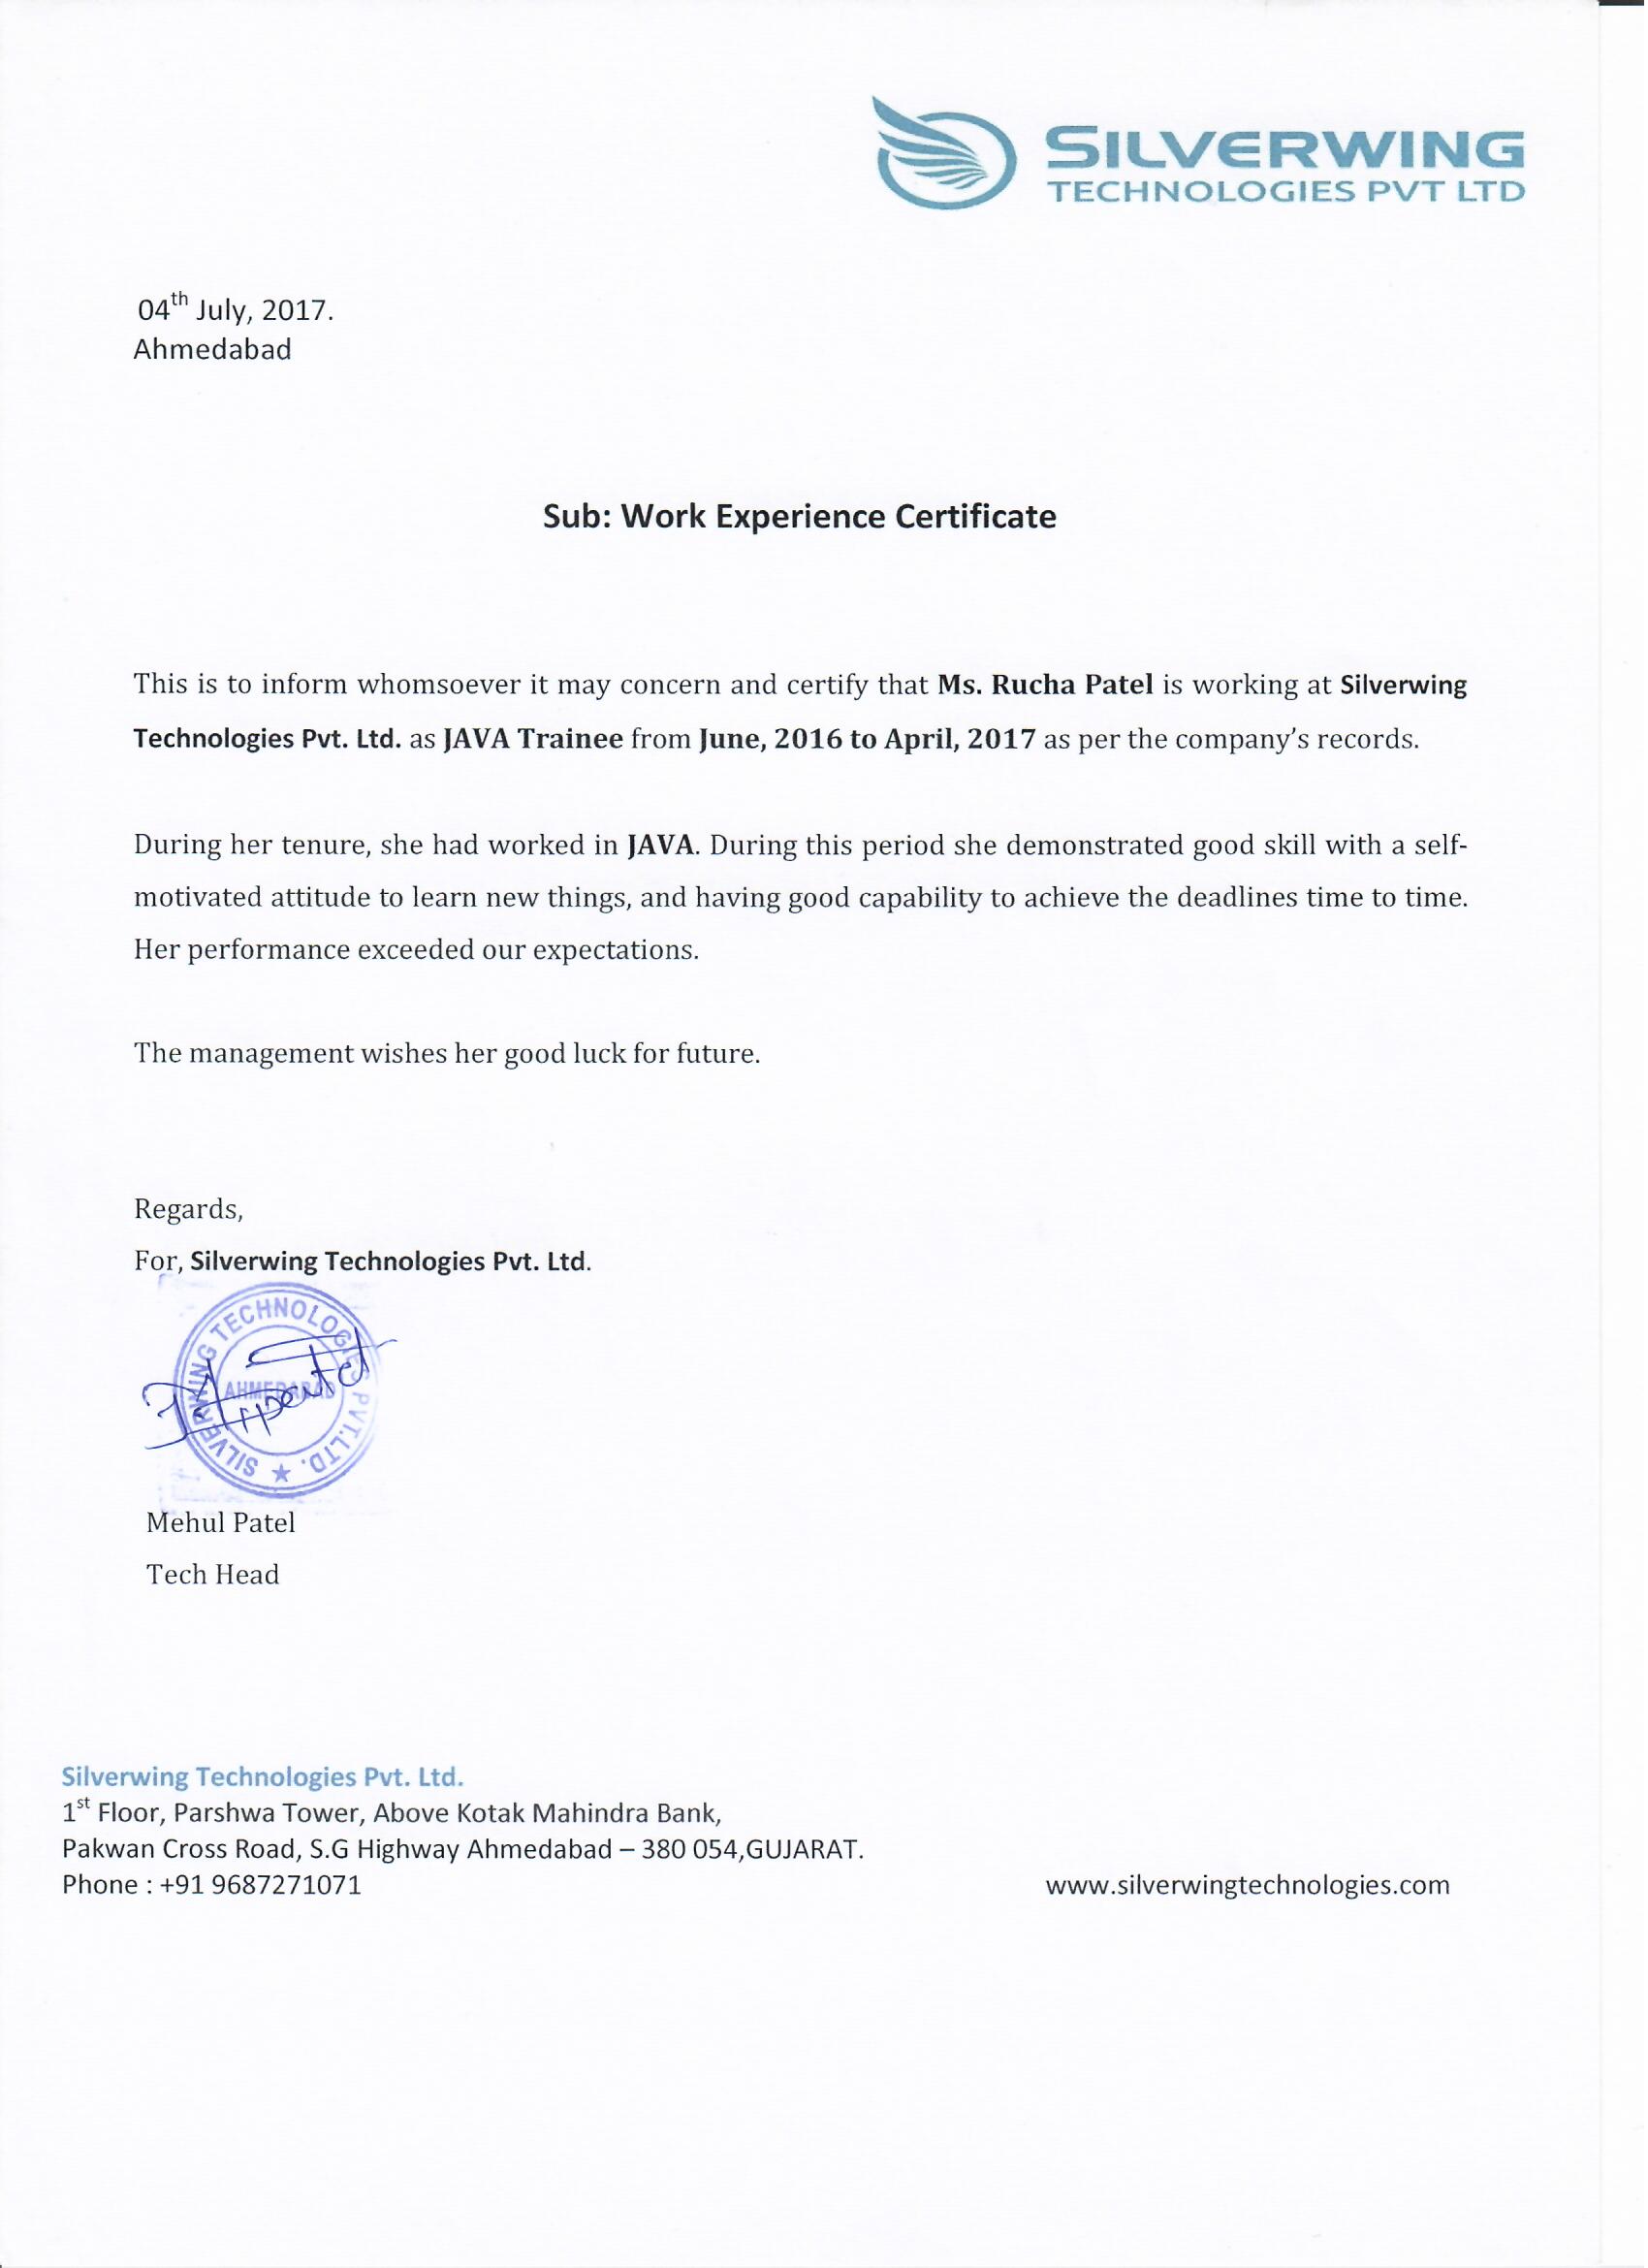 SILVERWING
TECHNOLOGIES PVT LTD
04th July, 2017.
Ahmedabad
Sub: Work Experience Certificate
This is to inform whomsoever it may concern and certify that Ms. Rucha Patel is working at Silverwing
Technologies Pvt. Ltd. as JAVA Trainee from June, 2016 to April, 2017 as per the company’s records.
During her tenure, she had worked in JAVA. During this period she demonstrated good skill with a self-
motivated attitude to learn new things, and having good capability to achieve the deadlines time to time.
Her performance exceeded our expectations.
The management wishes her good luck for future.
Regards,
For, Silverwing Technologies Pvt. Ltd.
SILVERWING TECHNOLOGIES PVT.LTD.
AHMEDABAD
Mehul Patel
Tech Head
Silverwing Technologies Pvt. Ltd.
1st Floor, Parshwa Tower, Above Kotak Mahindra Bank,
Pakwan Cross Road, S.G Highway Ahmedabad – 380 054,GUJARAT.
Phone : +91 9687271071
www.silverwingtechnologies.com